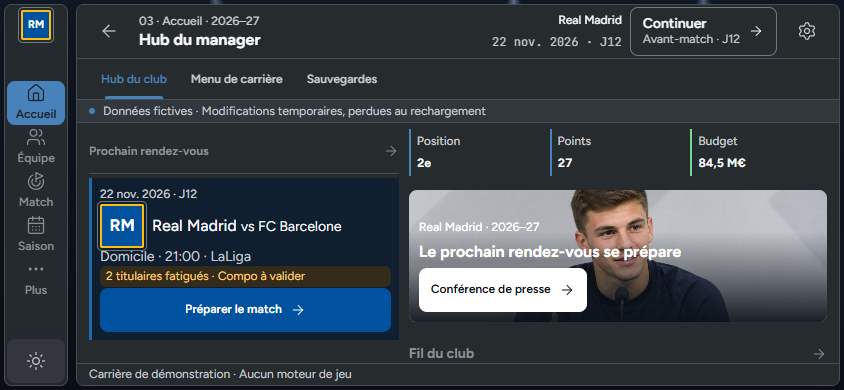 RM
Accueil
Équipe
Match
Saison
Plus
03 · Accueil · 2026–27
Hub du manager
Real Madrid
22 nov. 2026 · J12
Continuer
Avant-match · J12
Hub du club
Menu de carrière
Sauvegardes
Données fictives · Modifications temporaires, perdues au rechargement
Prochain rendez-vous
22 nov. 2026 · J12
RM
Real Madrid vs FC Barcelone
Domicile · 21:00 · LaLiga
2 titulaires fatigués · Compo à valider
Préparer le match
Position
2e
Points
27
Budget
84,5 M€
Real Madrid · 2026–27
Le prochain rendez-vous se prépare
Conférence de presse
Fil du club
Carrière de démonstration · Aucun moteur de jeu